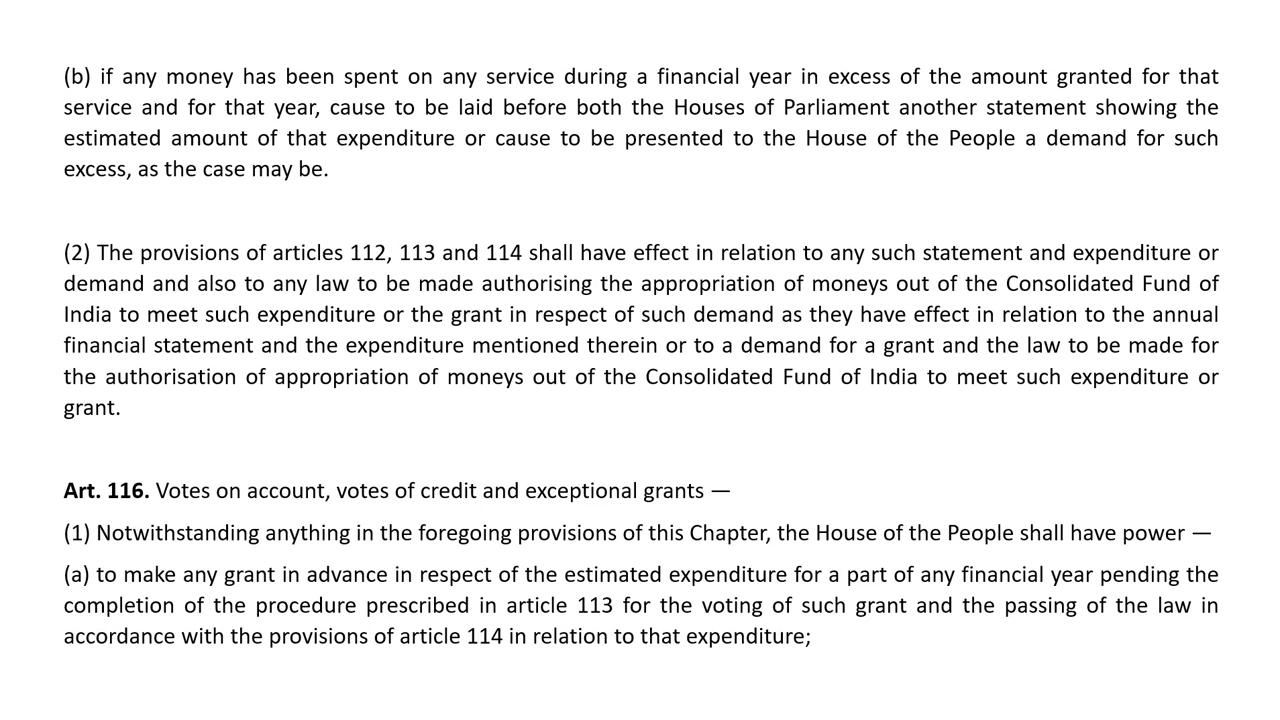 (b) if any money has been spent on any service during a financial year in excess of the amount granted for that
service and for that year, cause to be laid before both the Houses of Parliament another statement showing the
estimated amount of that expenditure or cause to be presented to the House of the People a demand for such
excess, as the case may be.
(2) The provisions of articles 112, 113 and 114 shall have effect in relation to any such statement and expenditure or
demand and also to any law to be made authorising the appropriation of moneys out of the Consolidated Fund of
India to meet such expenditure or the grant in respect of such demand as they have effect in relation to the annual
financial statement and the expenditure mentioned therein or to a demand for a grant and the law to be made for
the authorisation of appropriation of moneys out of the Consolidated Fund of India to meet such expenditure or
grant.
Art. 116. Votes on account, votes of credit and exceptional grants —
(1) Notwithstanding anything in the foregoing provisions of this Chapter, the House of the People shall have power —
(a) to make any grant in advance in respect of the estimated expenditure for a part of any financial year pending the
completion of the procedure prescribed in article 113 for the voting of such grant and the passing of the law in
accordance with the provisions of article 114 in relation to that expenditure;